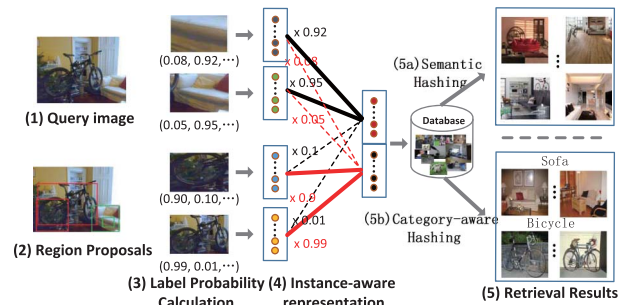 (1) Query image
(2) Region Proposals
(0.08, 0.92,⋯)
(0.05, 0.95,⋯)
(0.90, 0.10,⋯)
(0.99, 0.01,⋯)
(3) Label Probability
Calculation
x 0.92
x 0.08
x 0.95
x 0.05
x 0.1
x 0.9
x 0.01
x 0.99
(4) Instance-aware
representation
(5a)Semantic
Hashing
Database
(5b)Category-aware
Hashing
Sofa
Bicycle
(5) Retrieval Results